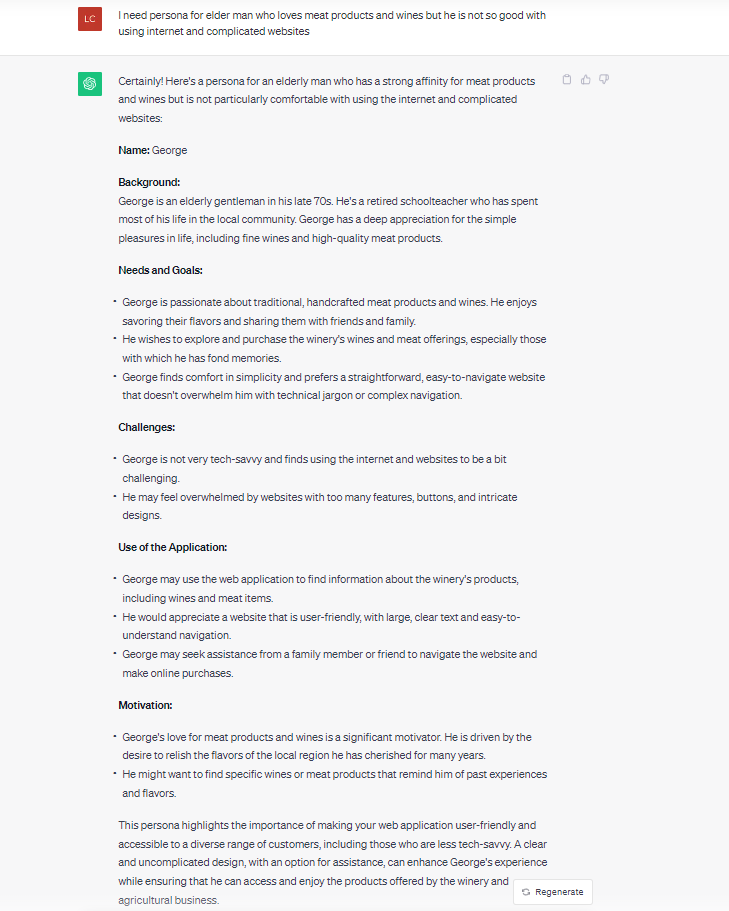 LC
I need persona for elder man who loves meat products and wines but he is not so good with
using internet and complicated websites
Certainly! Here's a persona for an elderly man who has a strong affinity for meat products
and wines but is not particularly comfortable with using the internet and complicated
websites:
Name: George
Background:
George is an elderly gentleman in his late 70s. He's a retired schoolteacher who has spent
most of his life in the local community. George has a deep appreciation for the simple
pleasures in life, including fine wines and high-quality meat products.
Needs and Goals:
• George is passionate about traditional, handcrafted meat products and wines. He enjoys
savoring their flavors and sharing them with friends and family.
• He wishes to explore and purchase the winery's wines and meat offerings, especially those
with which he has fond memories.
• George finds comfort in simplicity and prefers a straightforward, easy-to-navigate website
that doesn't overwhelm him with technical jargon or complex navigation.
Challenges:
• George is not very tech-savvy and finds using the internet and websites to be a bit
challenging.
• He may feel overwhelmed by websites with too many features, buttons, and intricate
designs.
Use of the Application:
• George may use the web application to find information about the winery's products,
including wines and meat items.
• He would appreciate a website that is user-friendly, with large, clear text and easy-to-
understand navigation.
• George may seek assistance from a family member or friend to navigate the website and
make online purchases.
Motivation:
• George's love for meat products and wines is a significant motivator. He is driven by the
desire to relish the flavors of the local region he has cherished for many years.
• He might want to find specific wines or meat products that remind him of past experiences
and flavors.
This persona highlights the importance of making your web application user-friendly and
accessible to a diverse range of customers, including those who are less tech-savvy. A clear
and uncomplicated design, with an option for assistance, can enhance George's experience
while ensuring that he can access and enjoy the products offered by the winery and
agricultural business.
Regenerate